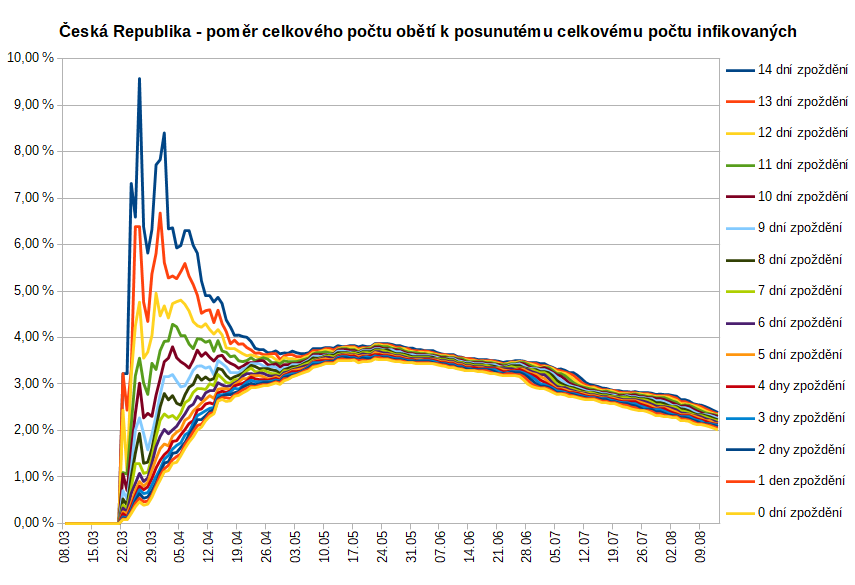 Česká Republika - poměr celkového počtu obětí k posunutému celkovému počtu infikovaných
10,00 %
9,00 %
8,00 %
7,00 %
6,00 %
5,00 %
4,00 %
3,00 %
2,00 %
1,00 %
0,00 %
08.03
15.03
22.03
29.03
05.04
12.04
19.04
26.04
03.05
10.05
17.05
24.05
31.05
07.06
14.06
21.06
28.06
05.07
12.07
19.07
26.07
02.08
09.08
14 dní zpoždění
13 dní zpoždění
12 dní zpoždění
11 dní zpoždění
10 dní zpoždění
9 dní zpoždění
8 dní zpoždění
7 dní zpoždění
6 dní zpoždění
5 dní zpoždění
4 dny zpoždění
3 dny zpoždění
2 dny zpoždění
1 den zpoždění
0 dní zpoždění